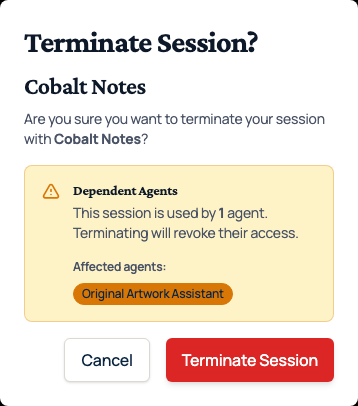 Terminate Session?
Cobalt Notes
Are you sure you want to terminate your session
with Cobalt Notes?
Dependent Agents
This session is used by 1 agent.
Terminating will revoke their access.
Affected agents:
Original Artwork Assistant
Cancel
Terminate Session